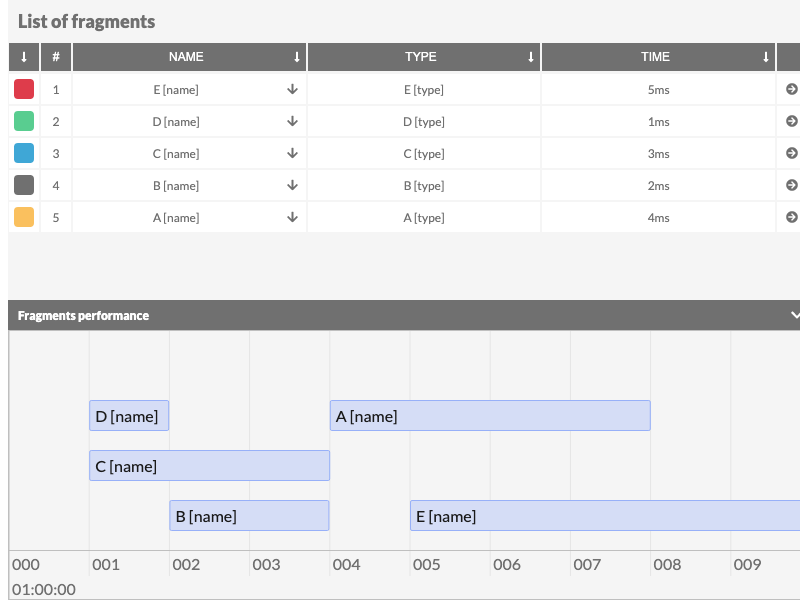 List of fragments
# NAME TYPE TIME
1 E [name] E [type] 5ms
2 D [name] D [type] 1ms
3 C [name] C [type] 3ms
4 B [name] B [type] 2ms
5 A [name] A [type] 4ms
Fragments performance
D [name] A [name]
C [name]
B [name] E [name]
000 001 002 003 004 005 006 007 008 009
01:00:00